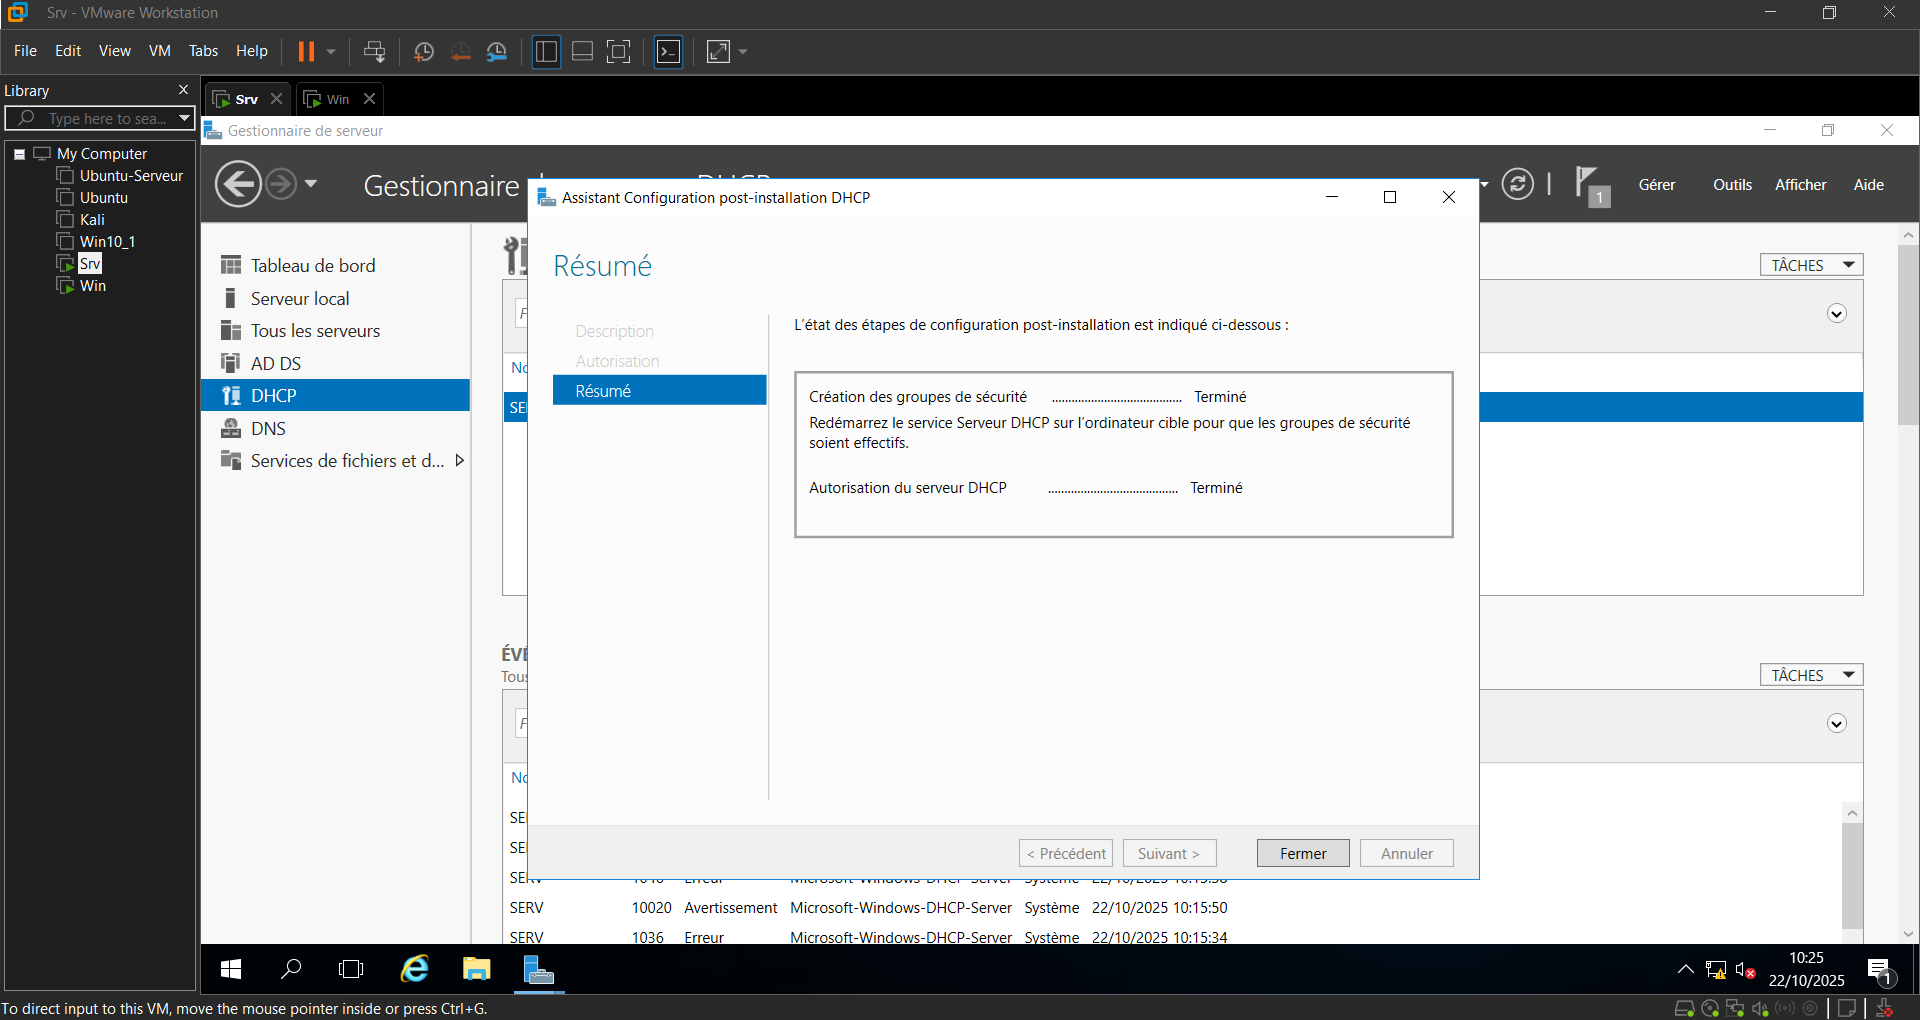 Srv - VMware Workstation
File Edit View VM Tabs Help
Library
Type here to sea...
My Computer
Ubuntu-Serveur
Ubuntu
Kali
Win10_1
Srv
Win
Srv
Win
Gestionnaire de serveur
Gestionnaire
1
Gérer Outils Afficher Aide
Tableau de bord
Serveur local
Tous les serveurs
AD DS
DHCP
DNS
Services de fichiers et d...
TÂCHES
Assistant Configuration post-installation DHCP
Résumé
Description
Autorisation
Résumé
L'état des étapes de configuration post-installation est indiqué ci-dessous :
Création des groupes de sécurité ........................................ Terminé
Redémarrez le service Serveur DHCP sur l'ordinateur cible pour que les groupes de sécurité
soient effectifs.
Autorisation du serveur DHCP ........................................ Terminé
< Précédent Suivant > Fermer Annuler
Tous
TÂCHES
SERV 1020 Avertissement Microsoft-Windows-DHCP-Server Système 22/10/2025 10:15:50
SERV 1036 Erreur Microsoft-Windows-DHCP-Server Système 22/10/2025 10:15:34
10:25
22/10/2025
1
To direct input to this VM, move the mouse pointer inside or press Ctrl+G.